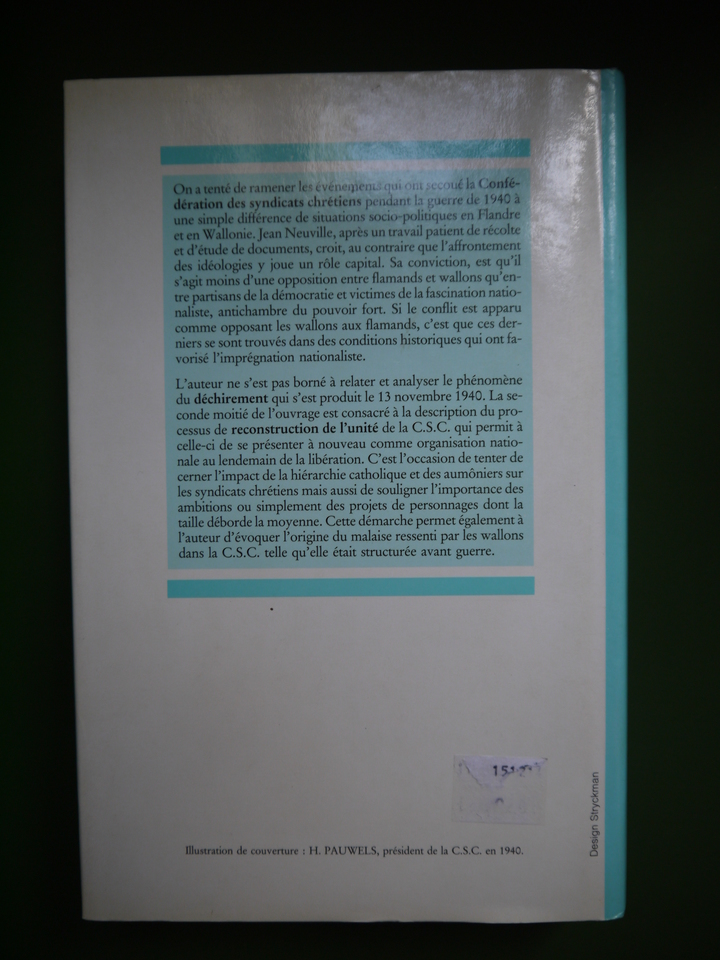 On a tenté de ramener les événements qui ont secoué la Confé-
dération des syndicats chrétiens pendant la guerre de 1940 à
une simple différence de situations socio-politiques en Flandre
et en Wallonie. Jean Neuville, après un travail patient de récolte
et d'étude de documents, croit, au contraire que l'affrontement
des idéologies y joue un rôle capital. Sa conviction, est qu'il
s'agit moins d'une opposition entre flamands et wallons qu'en-
tre partisans de la démocratie et victimes de la fascination natio-
naliste, antichambre du pouvoir fort. Si le conflit est apparu
comme opposant les wallons aux flamands, c'est que ces der-
niers se sont trouvés dans des conditions historiques qui ont fa-
vorisé l'imprégnation nationaliste.
L'auteur ne s'est pas borné à relater et analyser le phénomène
du déchirement qui s'est produit le 13 novembre 1940. La se-
conde moitié de l'ouvrage est consacré à la description du pro-
cessus de reconstruction de l'unité de la C.S.C. qui permit à
celle-ci de se présenter à nouveau comme organisation natio-
nale au lendemain de la libération. C'est l'occasion de tenter de
cerner l'impact de la hiérarchie catholique et des aumôniers sur
les syndicats chrétiens mais aussi de souligner l'importance des
ambitions ou simplement des projets de personnages dont la
taille déborde la moyenne. Cette démarche permet également à
l'auteur d'évoquer l'origine du malaise ressenti par les wallons
dans la C.S.C. telle qu'elle était structurée avant guerre.
Illustration de couverture : H. PAUWELS, président de la C.S.C. en 1940.
Design Stryckman